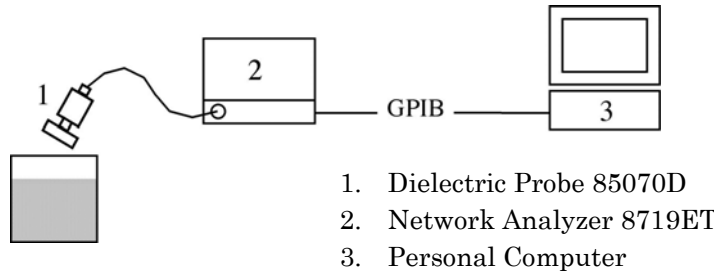 1
2
GPIB
3
1. Dielectric Probe 85070D
2. Network Analyzer 8719ET
3. Personal Computer